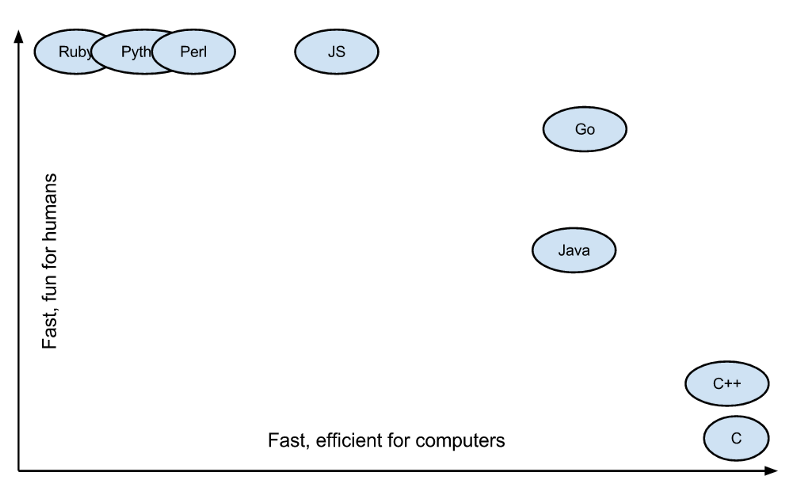 Ruby
Pyth
Perl
JS
Go
Fast, fun for humans
Java
C++
Fast, efficient for computers
C